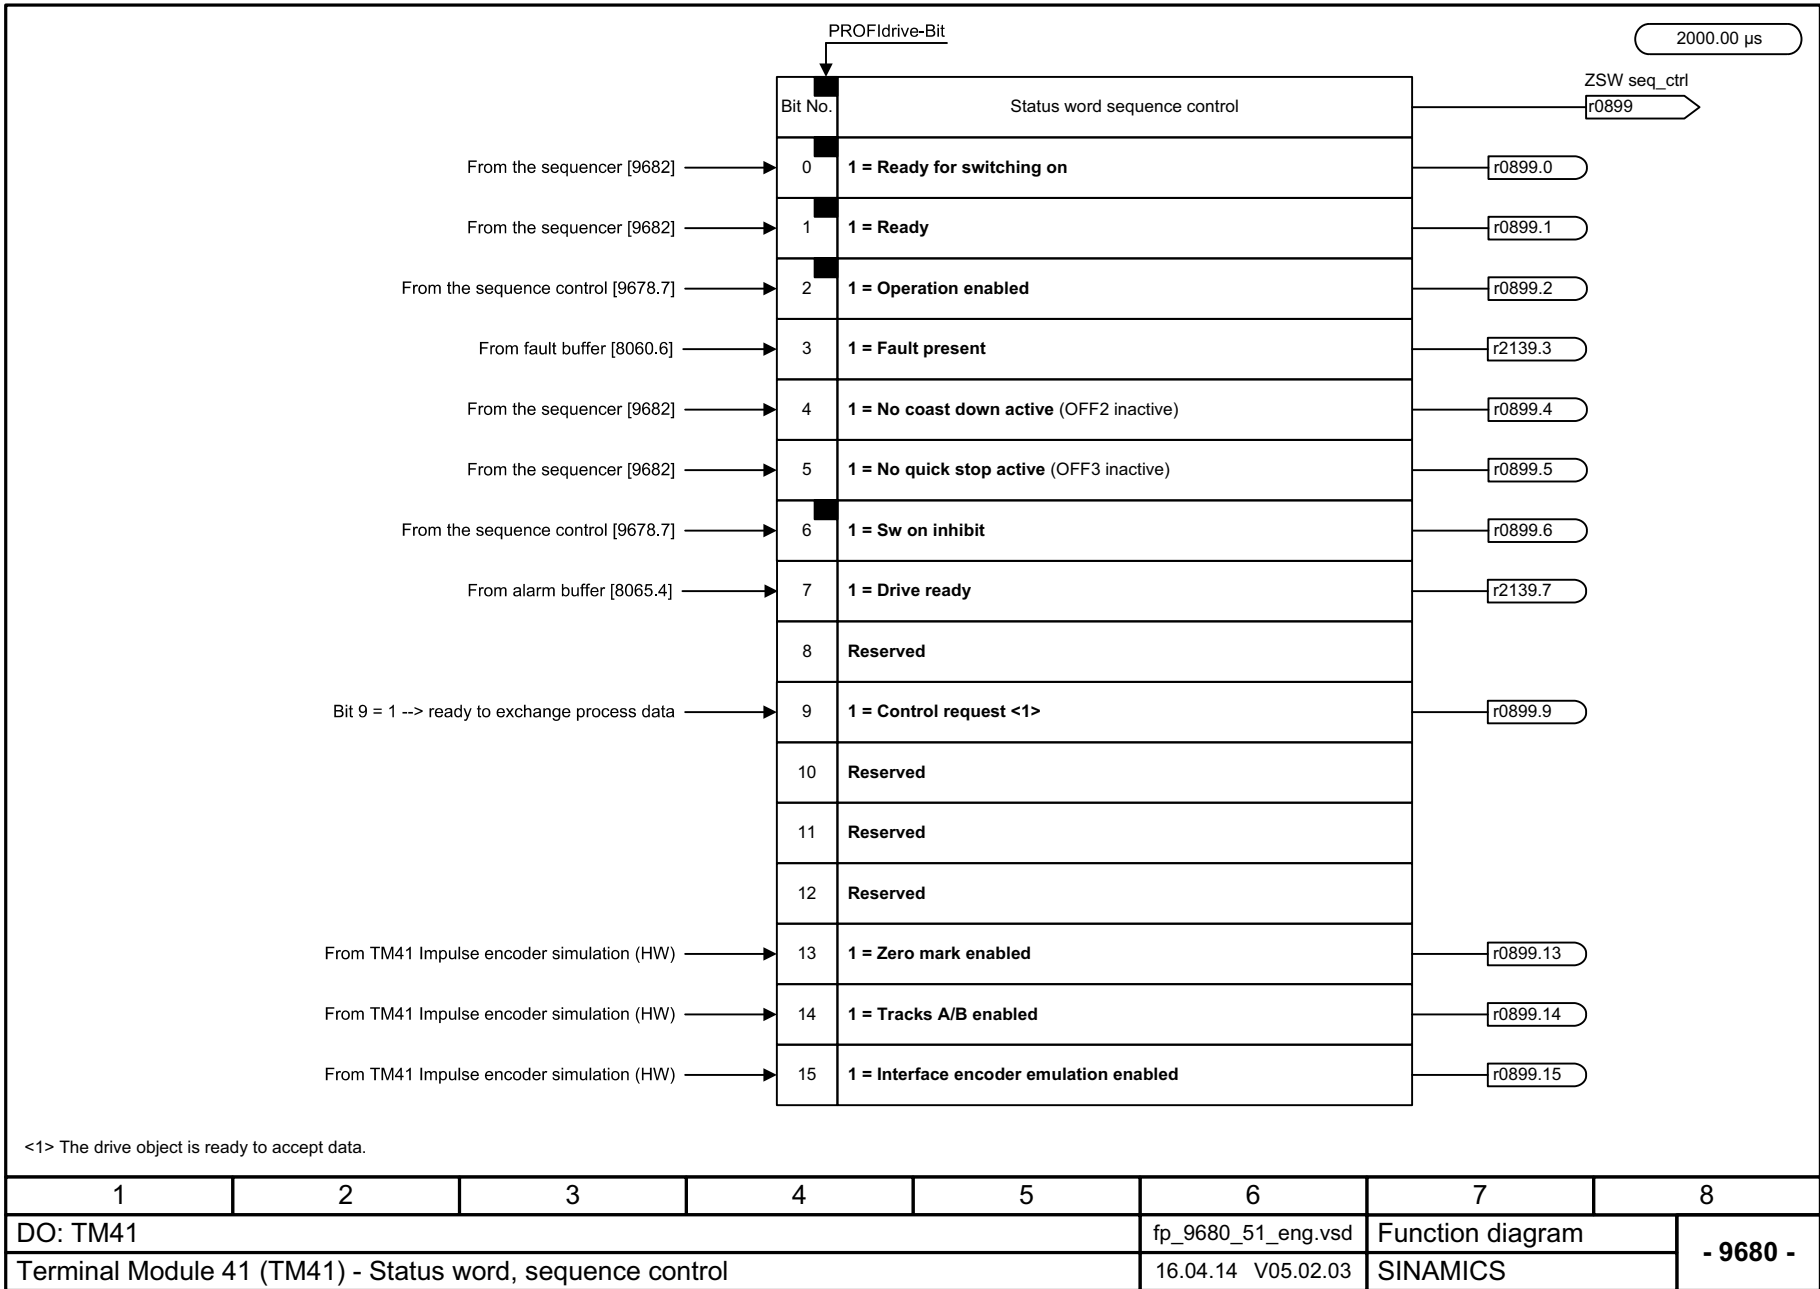 PROFIdrive-Bit
2000.00 µs
ZSW seq_ctrl
Bit No. Status word sequence control r0899
From the sequencer [9682] 0 1 = Ready for switching on r0899.0
From the sequencer [9682] 1 1 = Ready r0899.1
From the sequence control [9678.7] 2 1 = Operation enabled r0899.2
From fault buffer [8060.6] 3 1 = Fault present r2139.3
From the sequencer [9682] 4 1 = No coast down active (OFF2 inactive) r0899.4
From the sequencer [9682] 5 1 = No quick stop active (OFF3 inactive) r0899.5
From the sequence control [9678.7] 6 1 = Sw on inhibit r0899.6
From alarm buffer [8065.4] 7 1 = Drive ready r2139.7
8 Reserved
Bit 9 = 1 --> ready to exchange process data 9 1 = Control request <1> r0899.9
10 Reserved
11 Reserved
12 Reserved
From TM41 Impulse encoder simulation (HW) 13 1 = Zero mark enabled r0899.13
From TM41 Impulse encoder simulation (HW) 14 1 = Tracks A/B enabled r0899.14
From TM41 Impulse encoder simulation (HW) 15 1 = Interface encoder emulation enabled r0899.15
<1> The drive object is ready to accept data.
1 2 3 4 5 6 7 8
DO: TM41 fp_9680_51_eng.vsd Function diagram - 9680 -
Terminal Module 41 (TM41) - Status word, sequence control 16.04.14 V05.02.03 SINAMICS